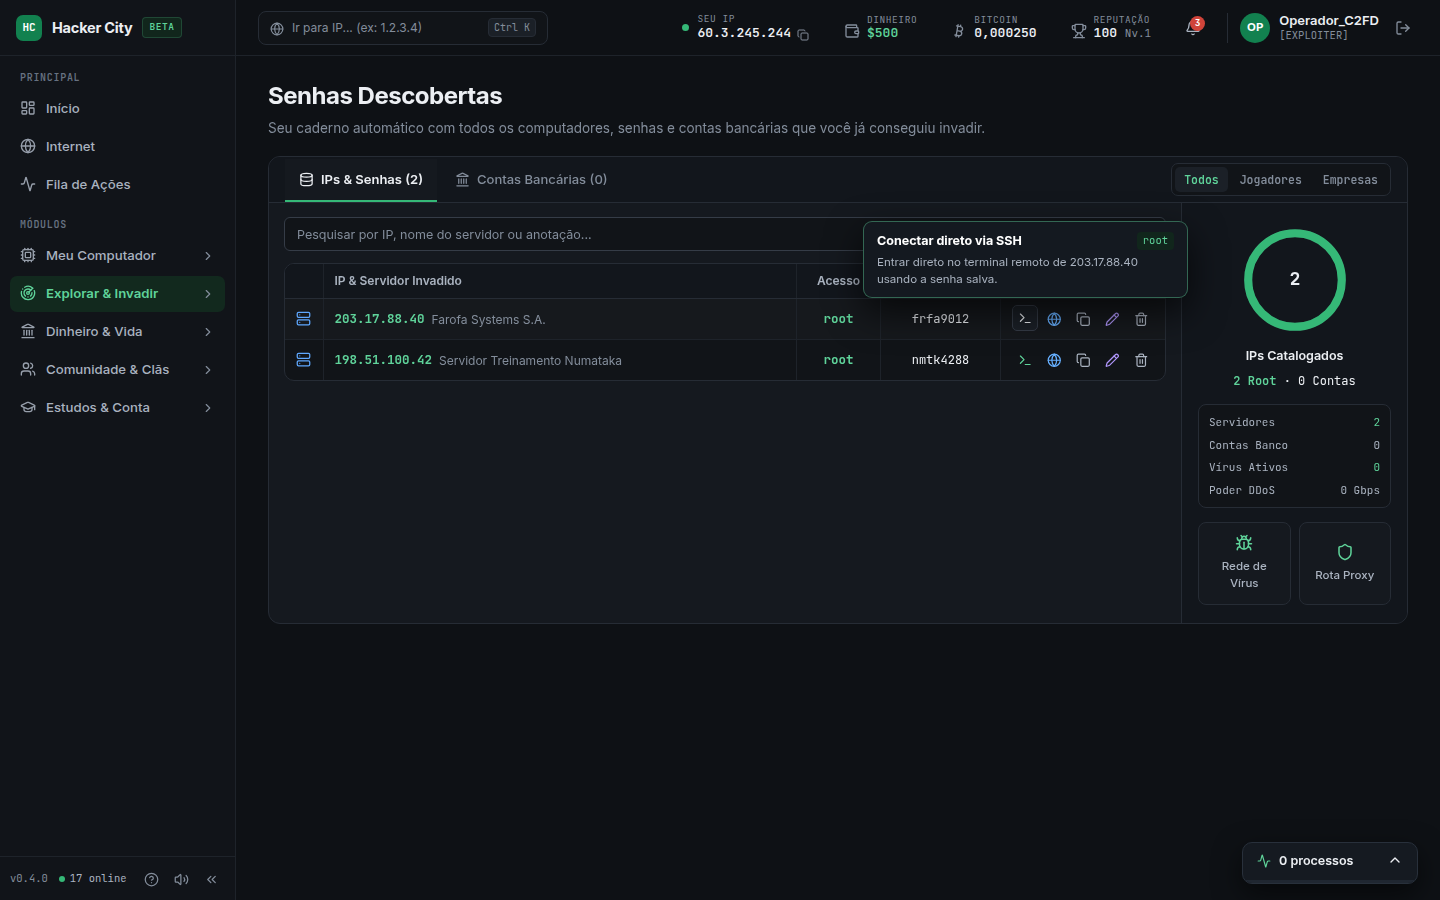 HC Hacker City BETA
Ir para IP... (ex: 1.2.3.4) Ctrl K
SEU IP
60.3.245.244
DINHEIRO
$500
BITCOIN
0,000250
REPUTAÇÃO
100 Nv.1
3
OP
Operador_C2FD
[EXPLOITER]
PRINCIPAL
Início
Internet
Fila de Ações
MÓDULOS
Meu Computador
Explorar & Invadir
Dinheiro & Vida
Comunidade & Clãs
Estudos & Conta
v0.4.0 17 online
Senhas Descobertas
Seu caderno automático com todos os computadores, senhas e contas bancárias que você já conseguiu invadir.
IPs & Senhas (2) Contas Bancárias (0)
Todos Jogadores Empresas
Pesquisar por IP, nome do servidor ou anotação...
Conectar direto via SSH root
Entrar direto no terminal remoto de 203.17.88.40
usando a senha salva.
IP & Servidor Invadido Acesso
203.17.88.40 Farofa Systems S.A. root frfa9012
198.51.100.42 Servidor Treinamento Numataka root nmtk4288
2
IPs Catalogados
2 Root · 0 Contas
Servidores 2
Contas Banco 0
Vírus Ativos 0
Poder DDoS 0 Gbps
Rede de
Vírus
Rota Proxy
0 processos